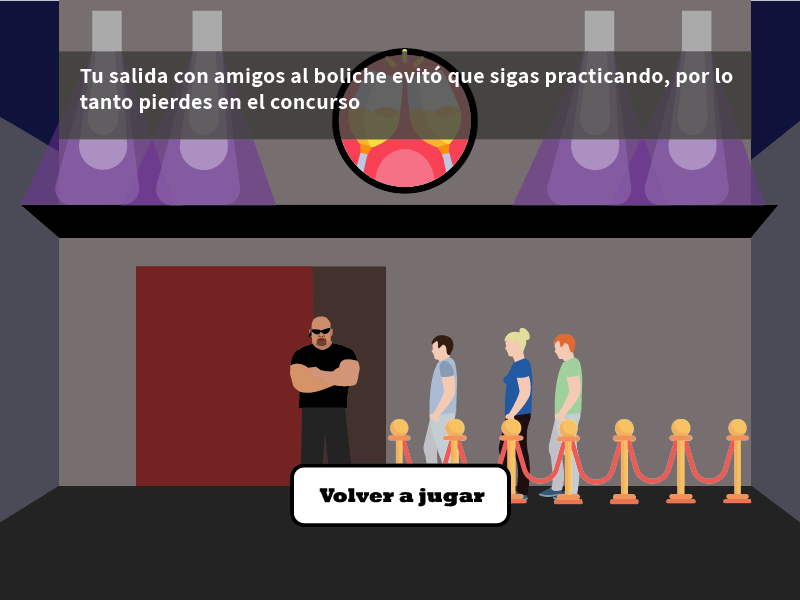 Tu salida con amigos al boliche evitó que sigas practicando, por lo
tanto pierdes en el concurso
Volver a jugar